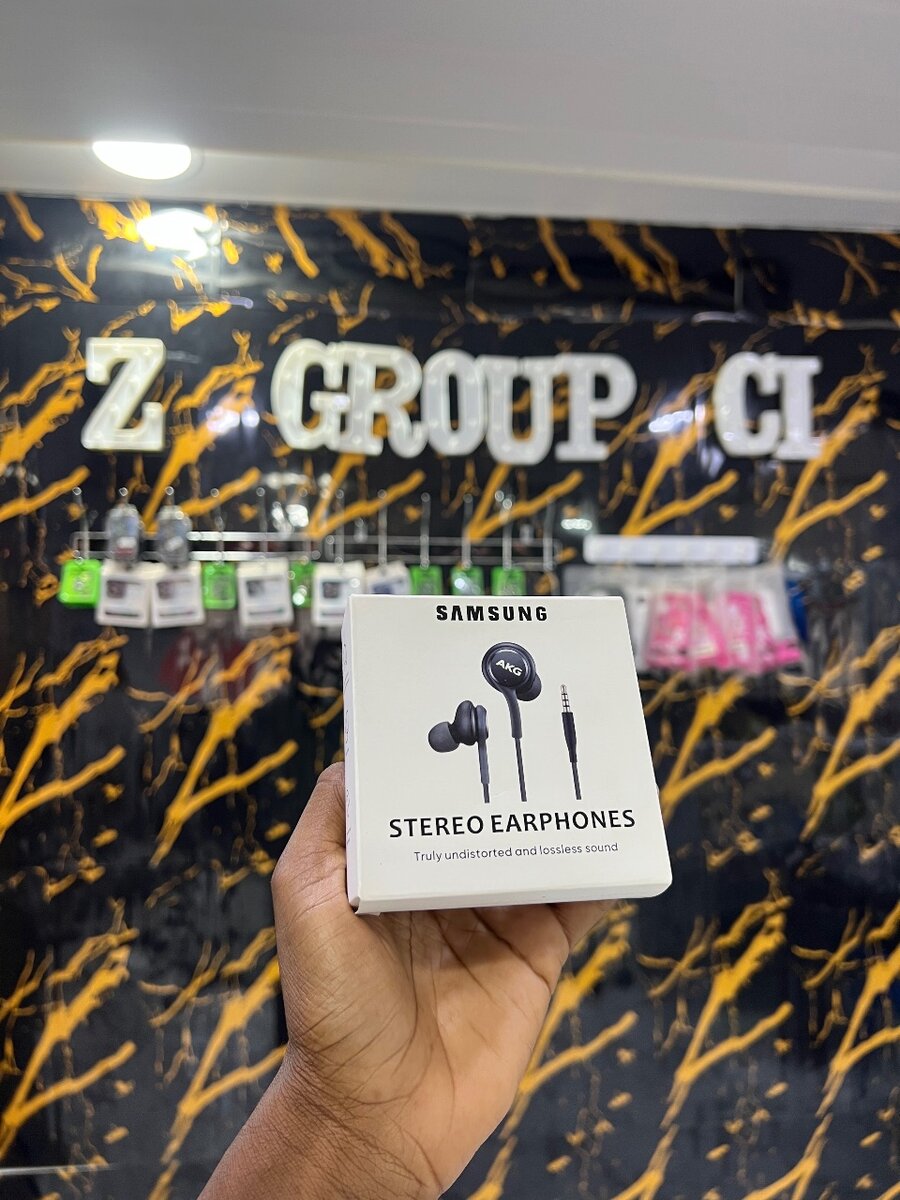 Z GROUP CL
SAMSUNG
AKG
STEREO EARPHONES
Truly undistorted and lossless sound